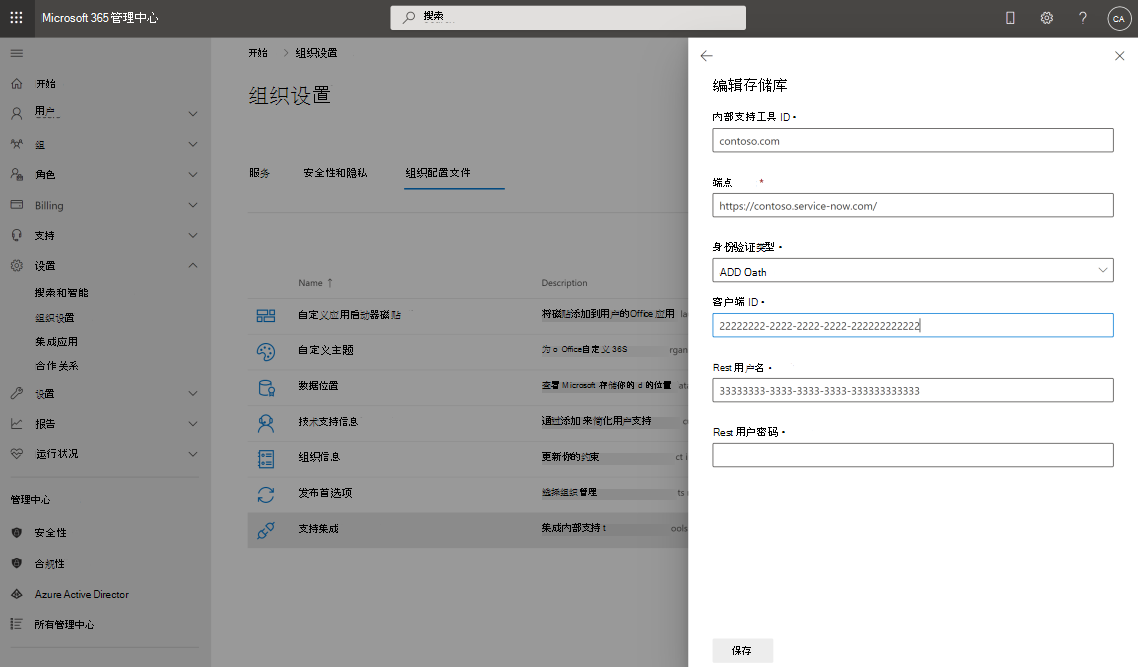 Microsoft 365管理中心
搜索
CA
开始
用户
组
角色
Billing
支持
设置
搜索和智能
组织设置
集成应用
合作 关系
设置
报告
运行状况
管理中心
安全性
合规性
Azure Active Director
所有管理中心
开始 > 组织设置
组织设置
服务 安全性和隐私 组织配置文件
Name ↑ Description
自定义应用启动器磁贴 将磁贴添加到用户的Office 应用 la
自定义主题 为 o Office自定义 365 rgan
数据位置 查看 Microsoft 存储你的 d 的位置 ata
技术支持信息 通过添加 来简化用户支持 c
组织信息 更新你的约束 ct i
发布首选项 选择组织 管理 ts
支持集成 集成内部支持 t ools
编辑存储库
内部支持工具 ID •
contoso.com
端点 *
https://contoso.service-now.com/
身份验证类型 •
ADD Oath
客户端 ID •
22222222-2222-2222-2222-222222222222
Rest 用户名 •
33333333-3333-3333-3333-333333333333
Rest 用户密码 •
保存